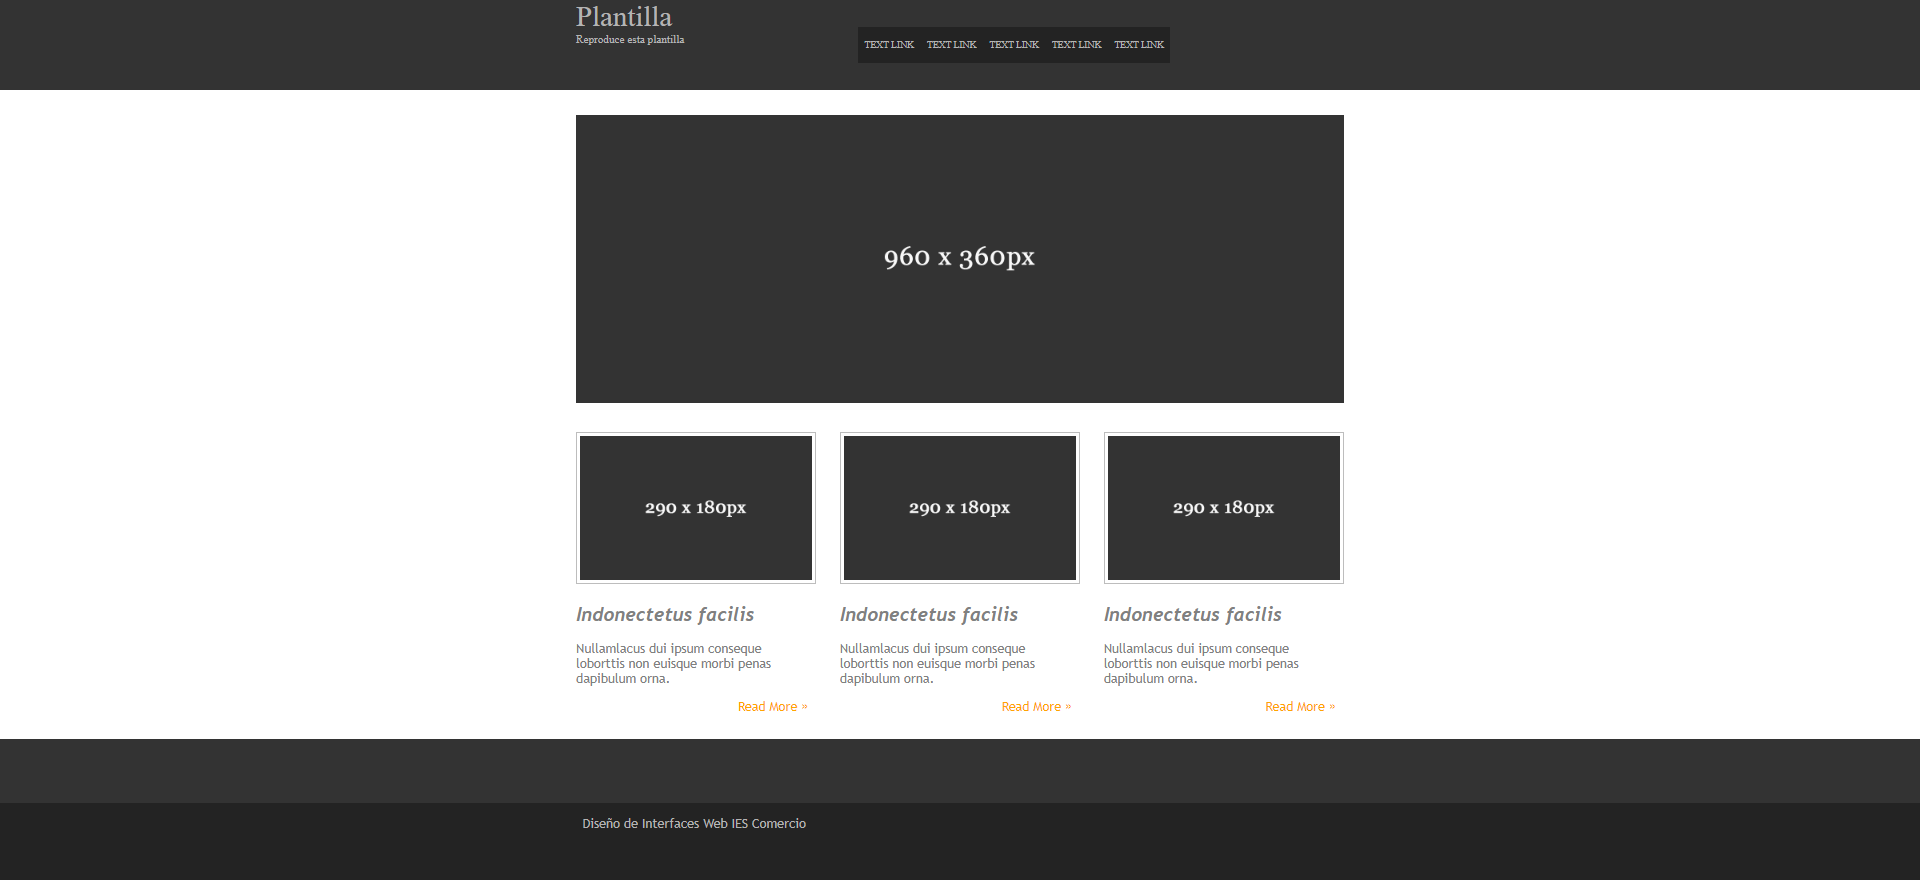 Plantilla
Reproduce esta plantilla
TEXT LINK TEXT LINK TEXT LINK TEXT LINK TEXT LINK
960 x 360px
290 x 180px
290 x 180px
290 x 180px
Indonectetus facilis
Nullamlacus dui ipsum conseque
loborttis non euisque morbi penas
dapibulum orna.
Read More »
Indonectetus facilis
Nullamlacus dui ipsum conseque
loborttis non euisque morbi penas
dapibulum orna.
Read More »
Indonectetus facilis
Nullamlacus dui ipsum conseque
loborttis non euisque morbi penas
dapibulum orna.
Read More »
Diseño de Interfaces Web IES Comercio